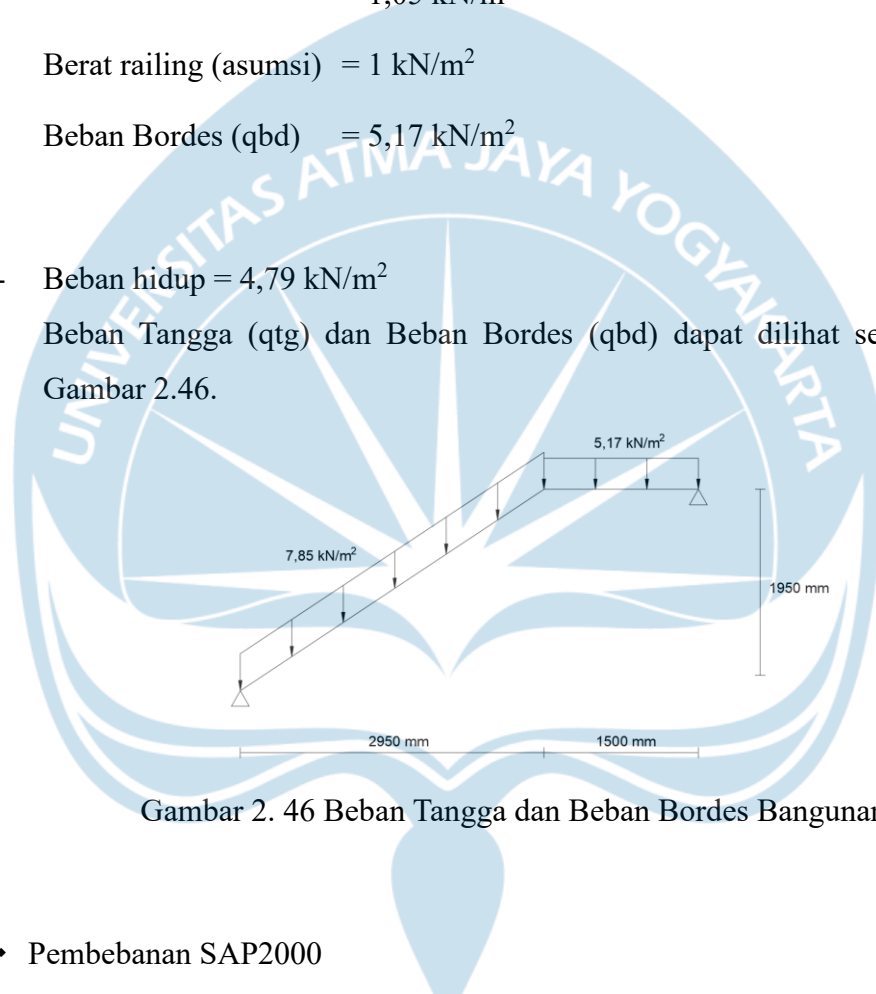 Berat railing (asumsi) = 1 kN/m²
Beban Bordes (qbd) = 5,17 kN/m²
UNIVERSITAS ATMA JAYA YOGYAKARTA
- Beban hidup = 4,79 kN/m²
Beban Tangga (qtg) dan Beban Bordes (qbd) dapat dilihat
Gambar 2.46.
5,17 kN/m²
7,85 kN/m²
1950 mm
2950 mm 1500 mm
Gambar 2. 46 Beban Tangga dan Beban Bordes Bangunan
Pembebanan SAP2000